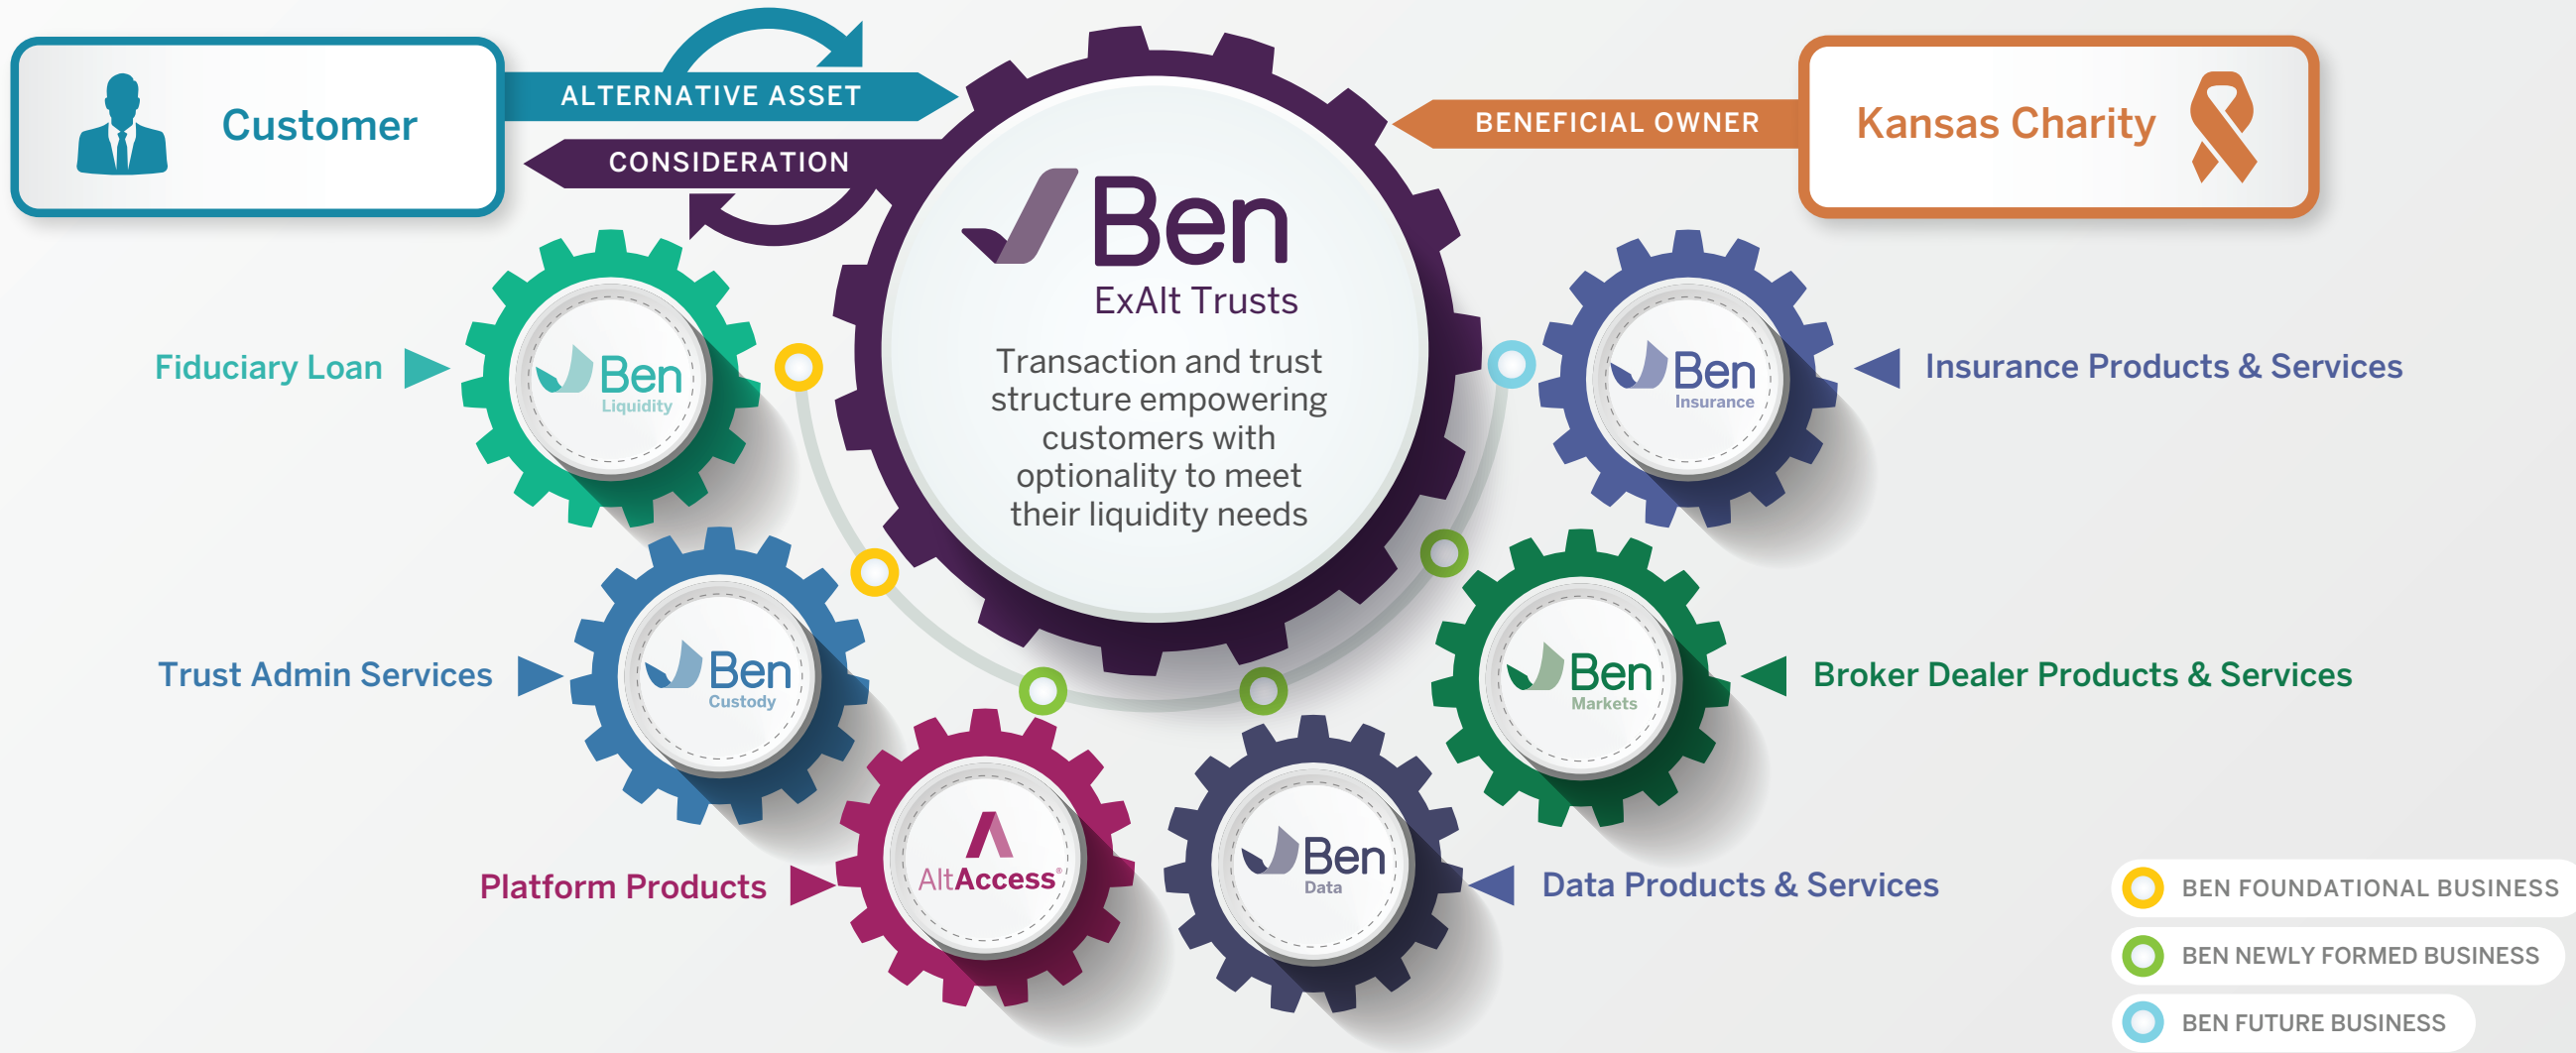 Customer
ALTERNATIVE ASSET
CONSIDERATION
BENEFICIAL OWNER
Kansas Charity
Ben
ExAlt Trusts
Transaction and trust
structure empowering
customers with
optionality to meet
their liquidity needs
Fiduciary Loan
Ben
Liquidity
Ben
Insurance
Insurance Products & Services
Trust Admin Services
Ben
Custody
Ben
Markets
Broker Dealer Products & Services
Platform Products
AltAccess®
Ben
Data
Data Products & Services
BEN FOUNDATIONAL BUSINESS
BEN NEWLY FORMED BUSINESS
BEN FUTURE BUSINESS